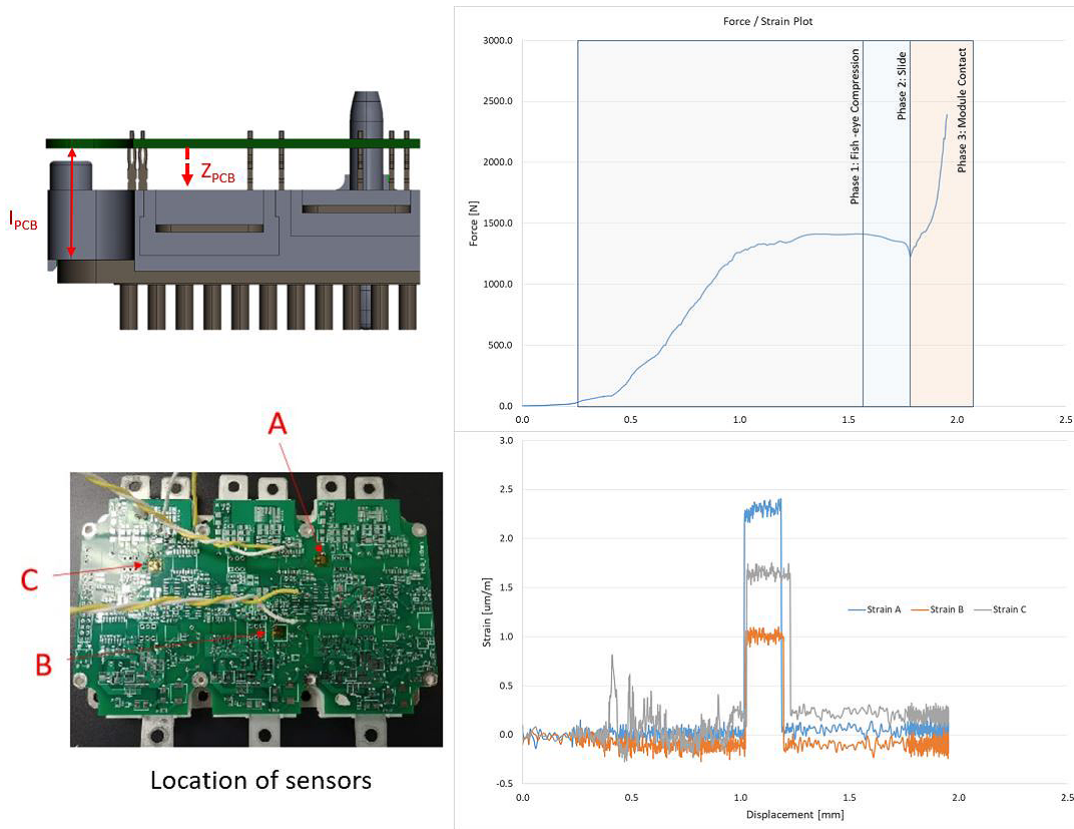 Z_PCB
I_PCB
A
C
B
Location of sensors
Force / Strain Plot
3000.0
2500.0
2000.0
1500.0
1000.0
500.0
0.0
Force [N]
Phase 1: Fish -eye Compression
Phase 2: Slide
Phase 3: Module Contact
0.0 0.5 1.0 1.5 2.0 2.5
3.0
2.5
2.0
1.5
1.0
0.5
0.0
-0.5
Strain [um/m]
Strain A Strain B Strain C
0.0 0.5 1.0 1.5 2.0 2.5
Displacement [mm]